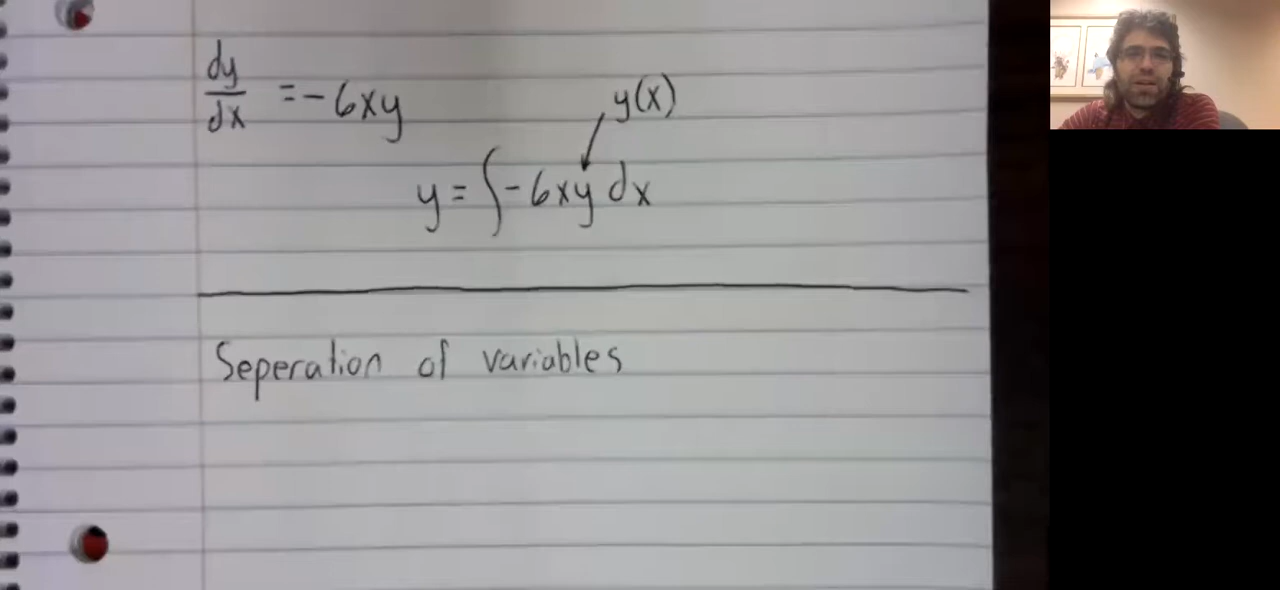 dy/dx = -6xy
y(x)
y = ∫ -6xy dx
Seperation of variables